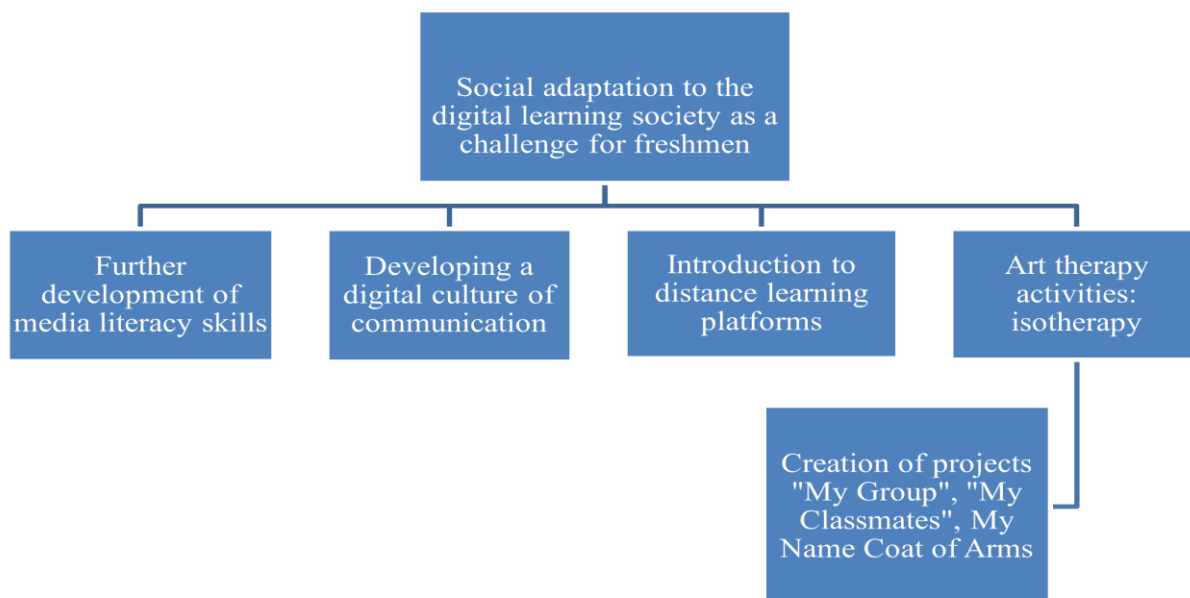 Social adaptation to the
digital learning society as a
challenge for freshmen
Further
development of
media literacy skills
Developing a
digital culture of
communication
Introduction to
distance learning
platforms
Art therapy
activities:
isotherapy
Creation of projects
"My Group", "My
Classmates", My
Name Coat of Arms